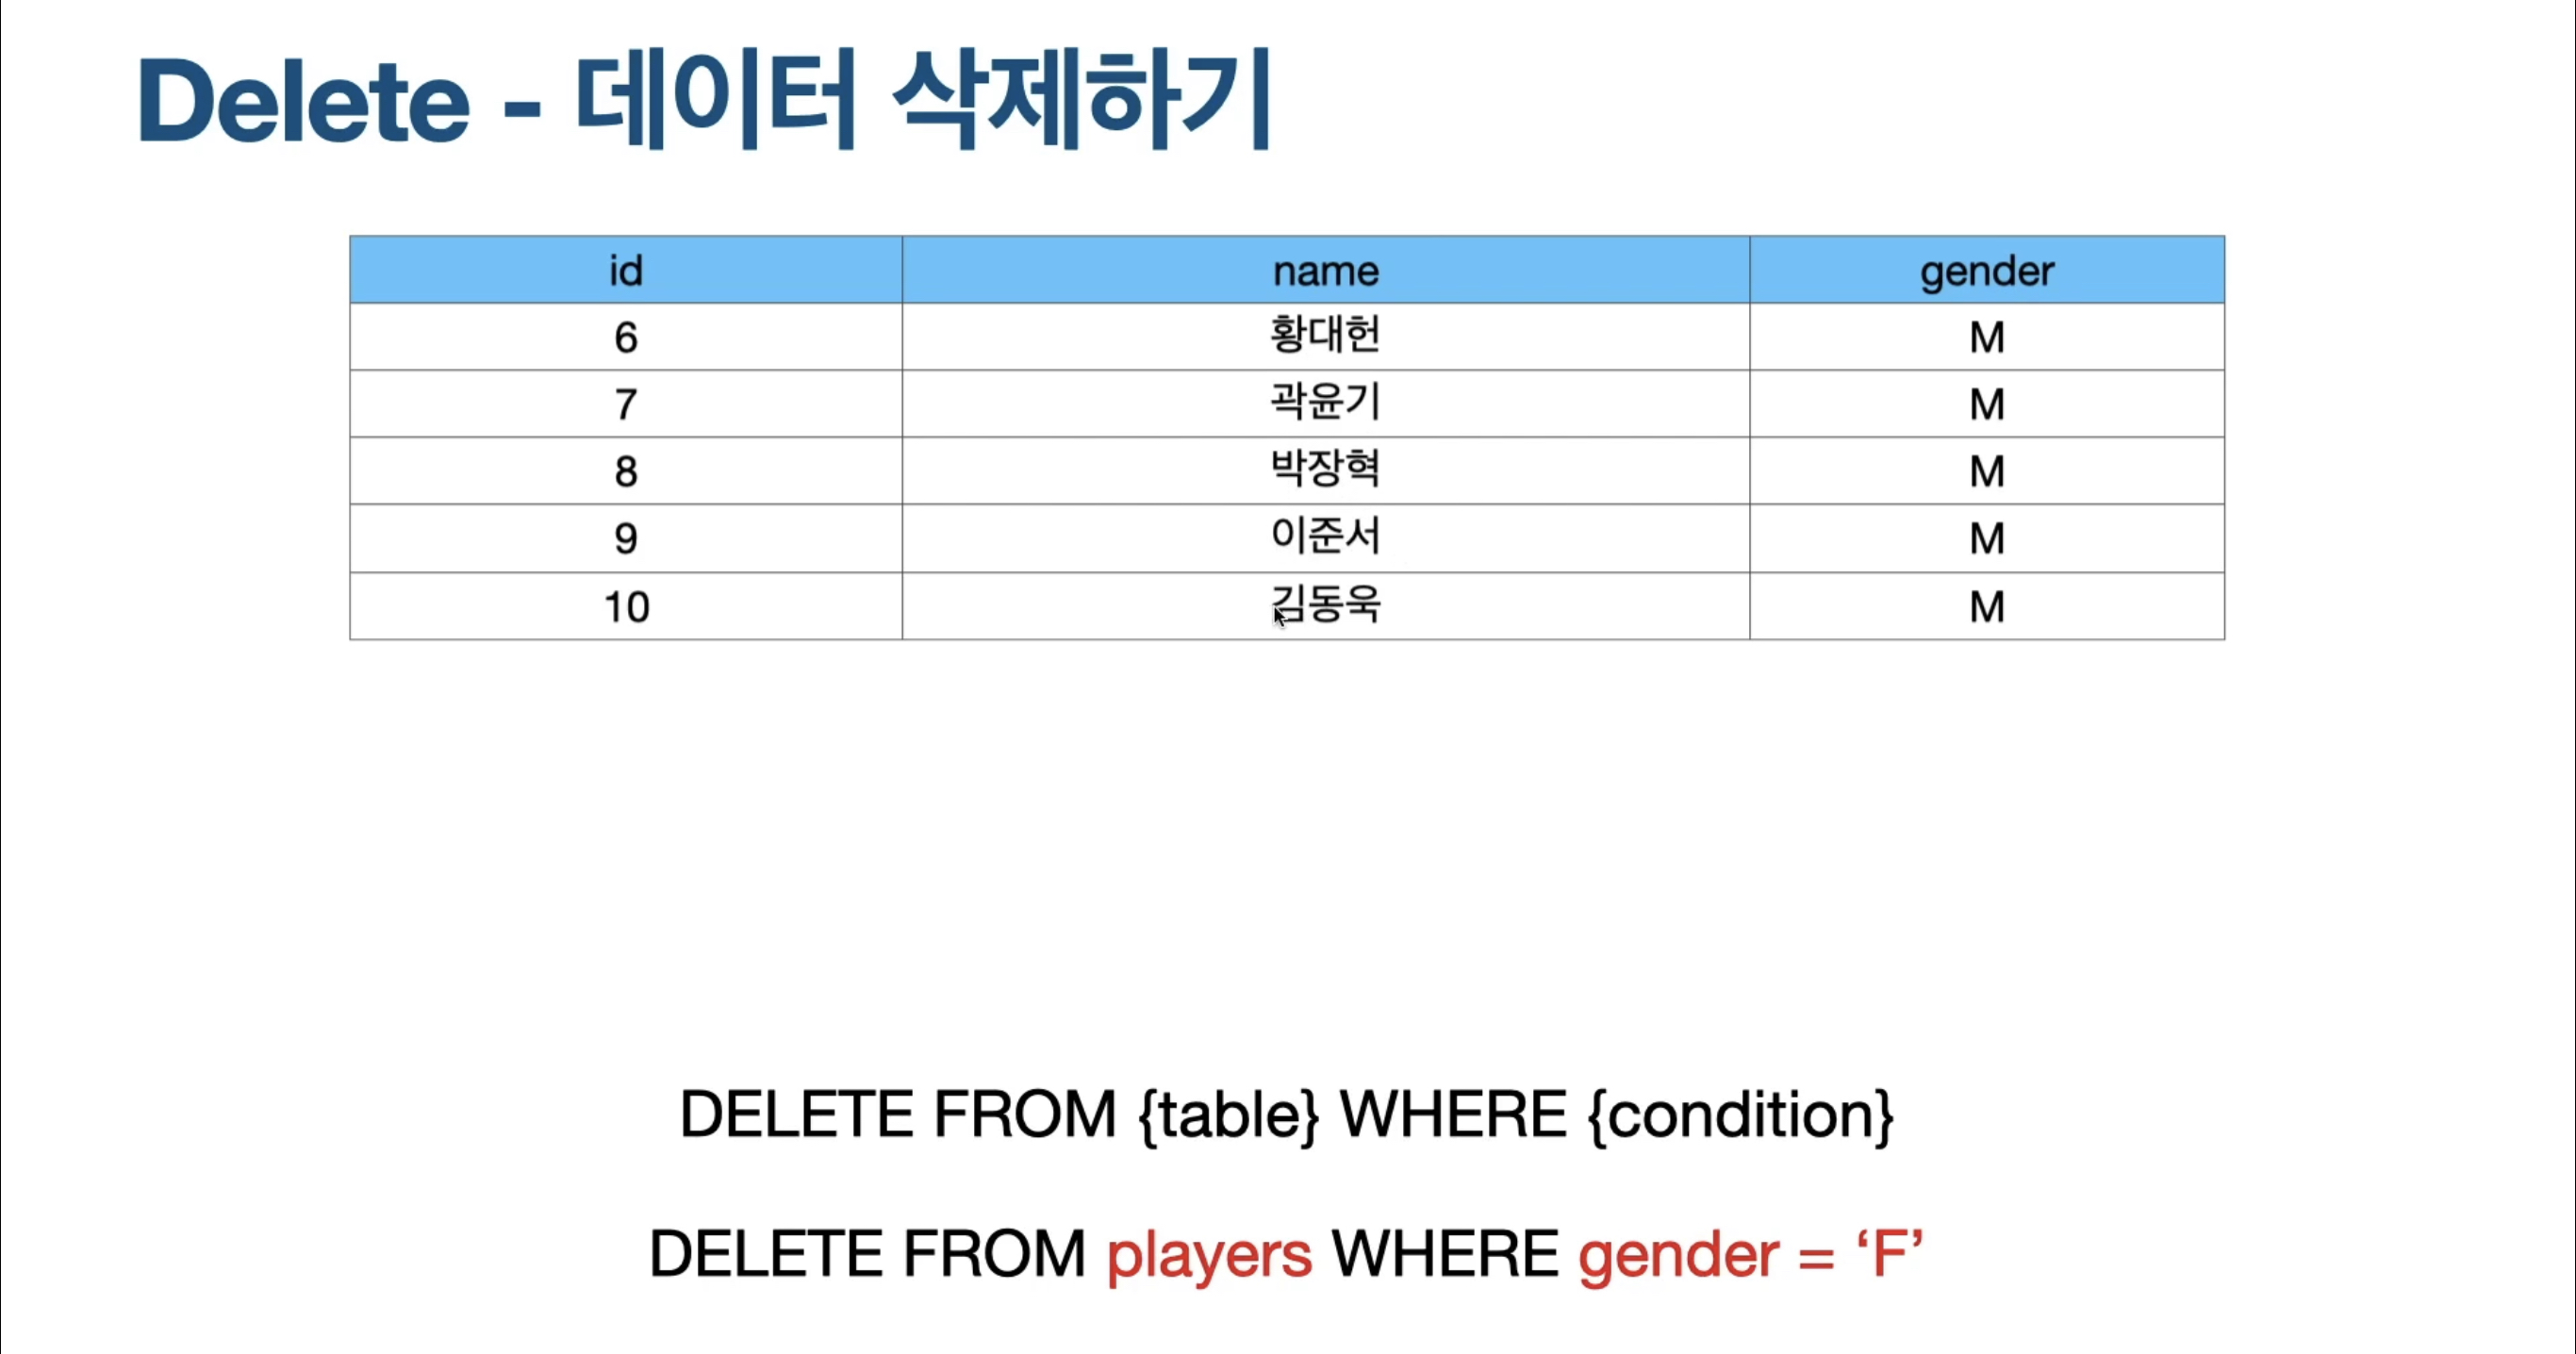 Delete - 데이터 삭제하기
id name gender
6 황대헌 M
7 곽윤기 M
8 박장혁 M
9 이준서 M
10 김동욱 M
DELETE FROM {table} WHERE {condition}
DELETE FROM players WHERE gender = ‘F’